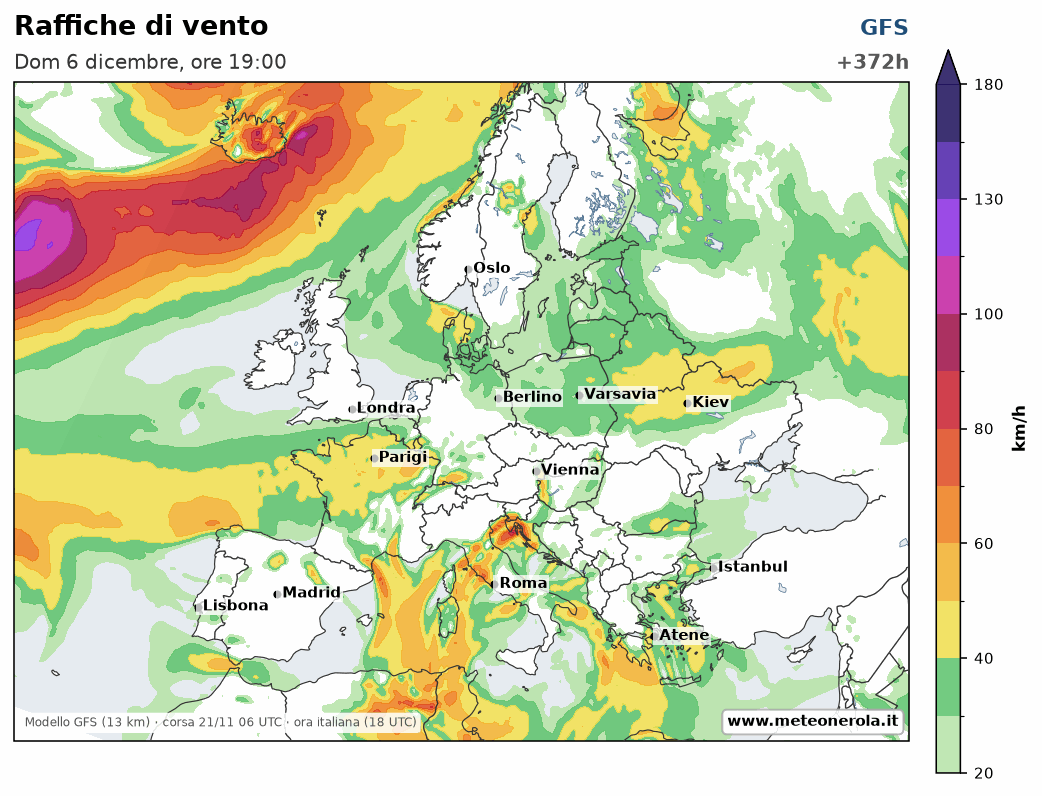 Raffiche di vento
GFS
Dom 6 dicembre, ore 19:00
+372h
180
130
100
80
60
40
20
km/h
Oslo
Londra
Berlino
Varsavia
Kiev
Parigi
Vienna
Istanbul
Madrid
Lisbona
Roma
Atene
Modello GFS (13 km) · corsa 21/11 06 UTC · ora italiana (18 UTC)
www.meteonerola.it